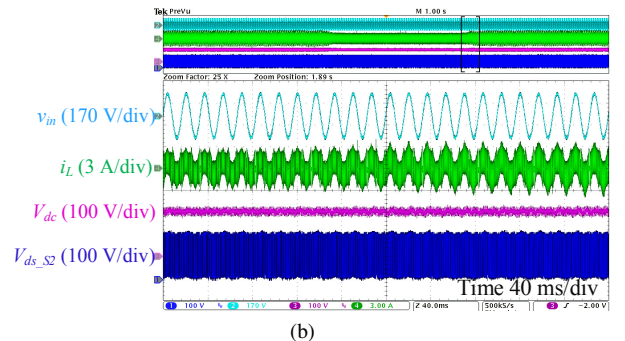 Tek PreVu M 1.00 s
Zoom Factor: 25 X Zoom Position: 1.89 s
v_in (170 V/div)
i_L (3 A/div)
V_dc (100 V/div)
V_ds_S2 (100 V/div)
Time 40 ms/div
1 100 V 2 170 V 3 100 V 4 3.00 A Z 40.0ms 500kS/s 3 -2.00 V
(b)